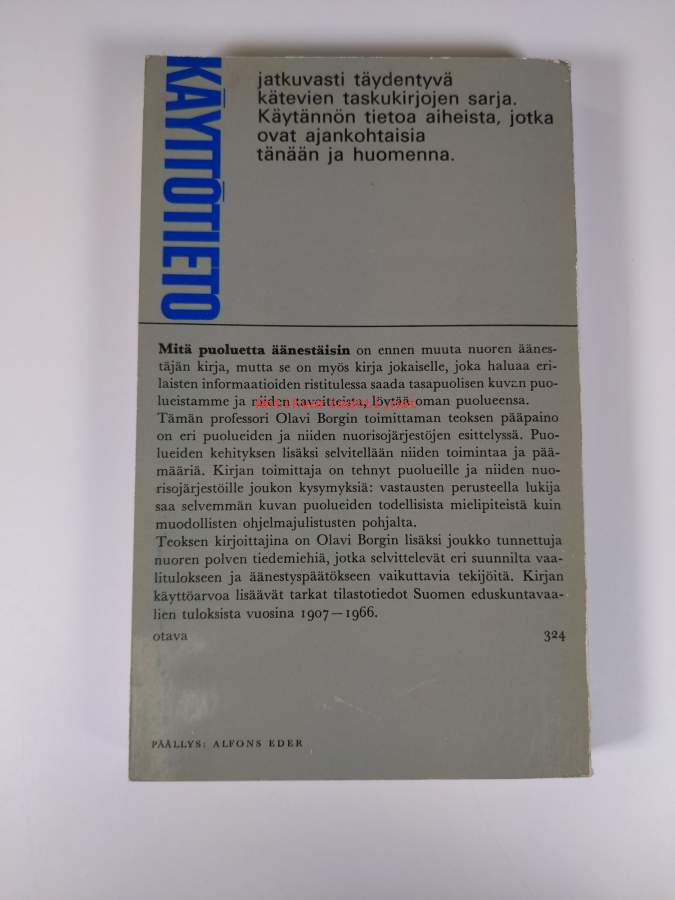 KÄYTTÖTIETO
jatkuvasti täydentyvä
kätevien taskukirjojen sarja.
Käytännön tietoa aiheista, jotka
ovat ajankohtaisia
tänään ja huomenna.
Mitä puoluetta äänestäisin on ennen muuta nuoren äänes-
täjän kirja, mutta se on myös kirja jokaiselle, joka haluaa eri-
laisten informaatioiden ristitulessa saada tasapuolisen kuvan puo-
lueistamme ja niiden tavoitteista, löytää oman puolueensa.
Tämän professori Olavi Borgin toimittaman teoksen pääpaino
on eri puolueiden ja niiden nuorisojärjestöjen esittelyssä. Puo-
lueiden kehityksen lisäksi selvitellään niiden toimintaa ja pää-
määriä. Kirjan toimittaja on tehnyt puolueille ja niiden nuo-
risojärjestöille joukon kysymyksiä: vastausten perusteella lukija
saa selvemmän kuvan puolueiden todellisista mielipiteistä kuin
muodollisten ohjelmajulistusten pohjalta.
Teoksen kirjoittajina on Olavi Borgin lisäksi joukko tunnettuja
nuoren polven tiedemiehiä, jotka selvittelevät eri suunnilta vaa-
litulokseen ja äänestyspäätökseen vaikuttavia tekijöitä. Kirjan
käyttöarvoa lisäävät tarkat tilastotiedot Suomen eduskuntavaa-
lien tuloksista vuosina 1907—1966.
otava 324
PÄÄLLYS: ALFONS EDER